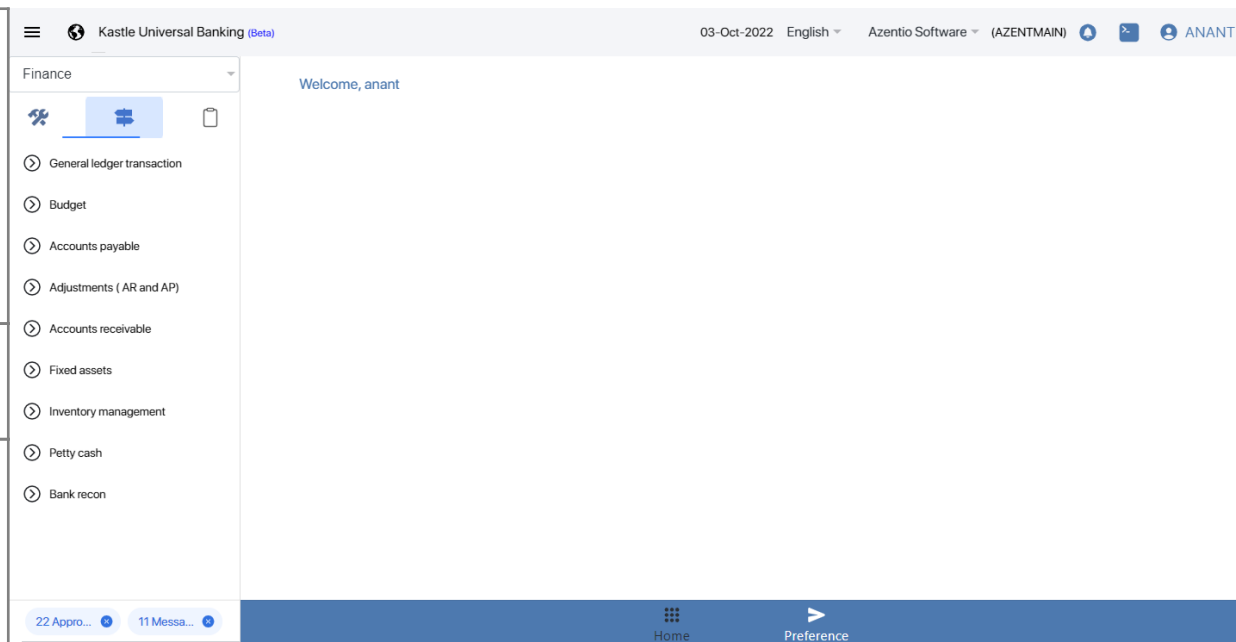 Kastle Universal Banking (Beta)
03-Oct-2022 English Azentio Software (AZENTMAIN) ANANT
Finance
Welcome, anant
General ledger transaction
Budget
Accounts payable
Adjustments ( AR and AP)
Accounts receivable
Fixed assets
Inventory management
Petty cash
Bank recon
22 Appro... 11 Messa...
Home Preference